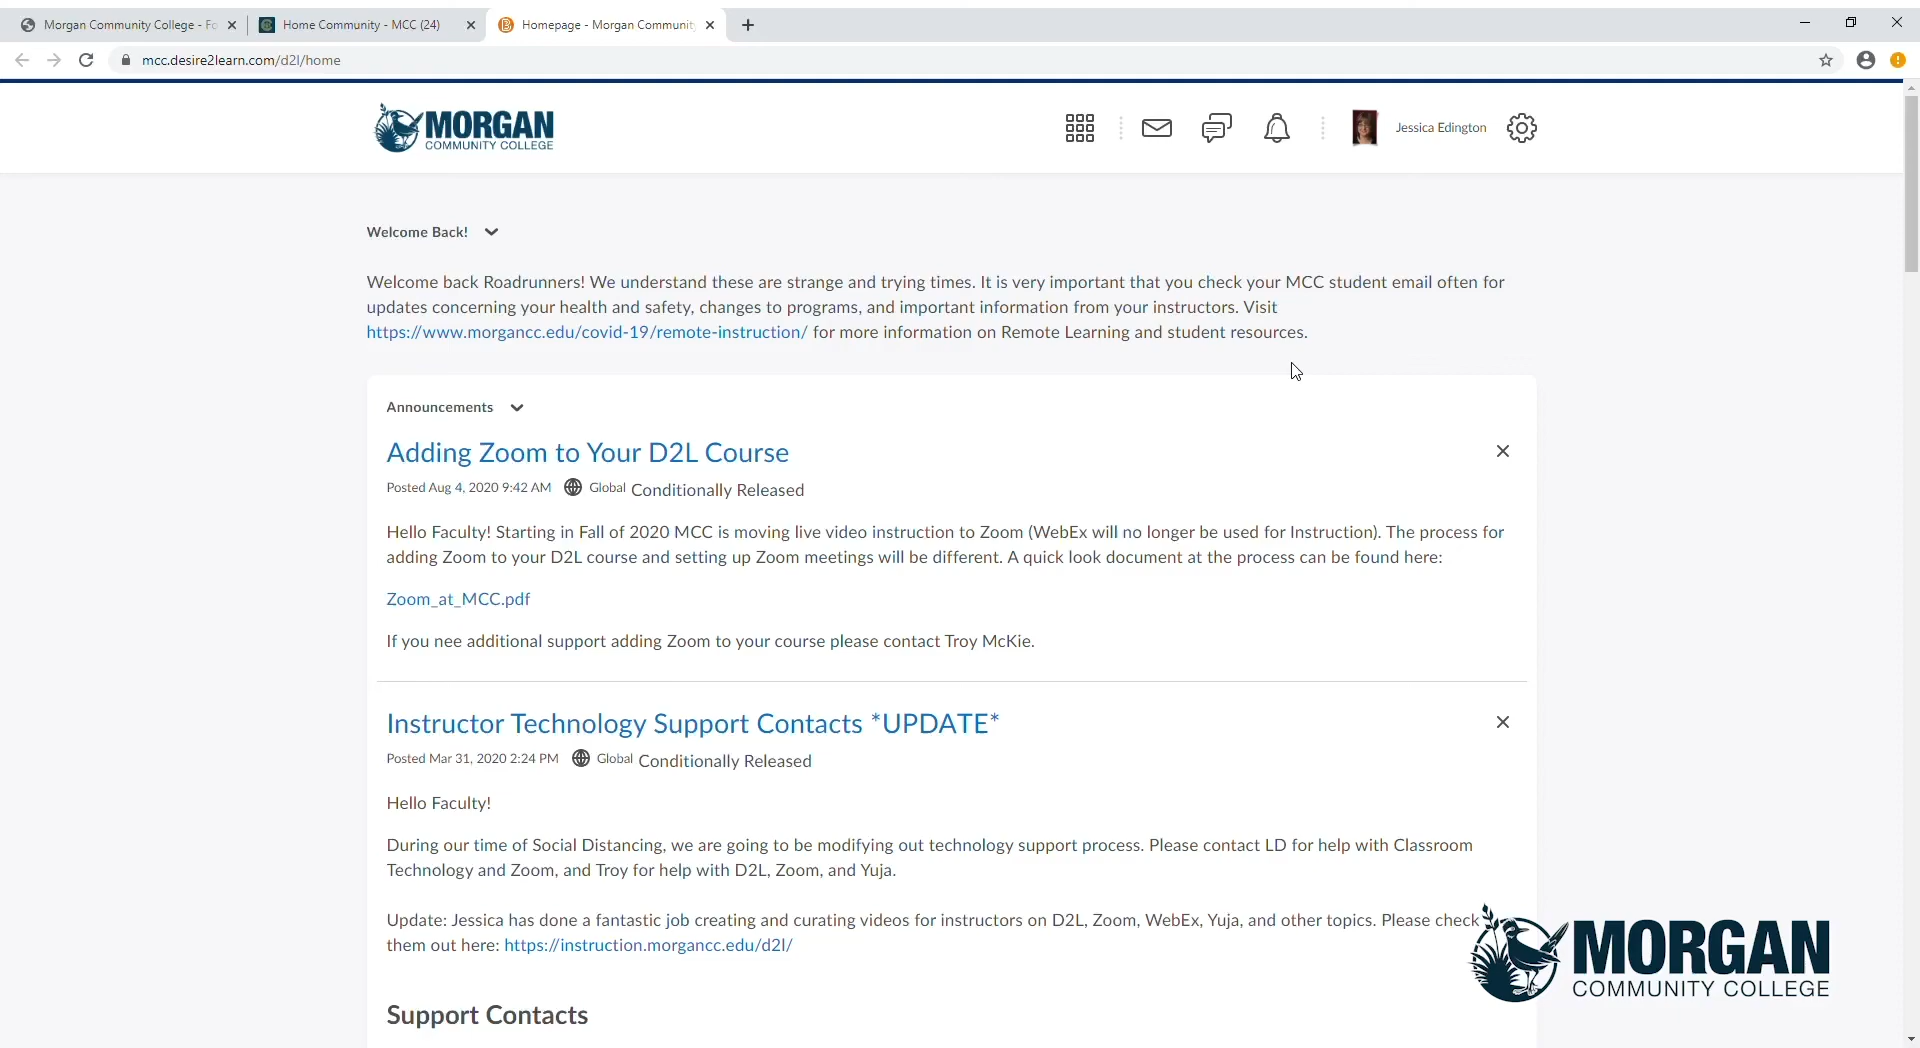 Morgan Community College - Fo
Home Community - MCC (24)
Homepage - Morgan Communit
mcc.desire2learn.com/d2l/home
MORGAN
COMMUNITY COLLEGE
Jessica Edington
Welcome Back!
Welcome back Roadrunners! We understand these are strange and trying times. It is very important that you check your MCC student email often for
updates concerning your health and safety, changes to programs, and important information from your instructors. Visit
https://www.morgancc.edu/covid-19/remote-instruction/ for more information on Remote Learning and student resources.
Announcements
Adding Zoom to Your D2L Course
Posted Aug 4, 2020 9:42 AM Global Conditionally Released
Hello Faculty! Starting in Fall of 2020 MCC is moving live video instruction to Zoom (WebEx will no longer be used for Instruction). The process for
adding Zoom to your D2L course and setting up Zoom meetings will be different. A quick look document at the process can be found here:
Zoom_at_MCC.pdf
If you nee additional support adding Zoom to your course please contact Troy McKie.
Instructor Technology Support Contacts *UPDATE*
Posted Mar 31, 2020 2:24 PM Global Conditionally Released
Hello Faculty!
During our time of Social Distancing, we are going to be modifying out technology support process. Please contact LD for help with Classroom
Technology and Zoom, and Troy for help with D2L, Zoom, and Yuja.
Update: Jessica has done a fantastic job creating and curating videos for instructors on D2L, Zoom, WebEx, Yuja, and other topics. Please check
them out here: https://instruction.morgancc.edu/d2l/
MORGAN
COMMUNITY COLLEGE
Support Contacts